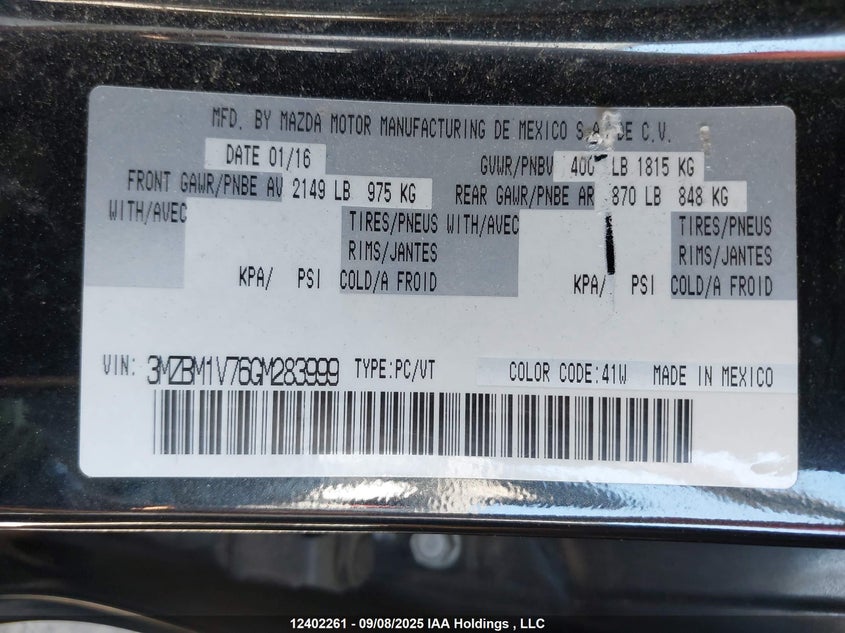 MFD. BY MAZDA MOTOR MANUFACTURING DE MEXICO S.A. DE C.V.
DATE 01/16 GVWR/PNBV LB 1815 KG
FRONT GAWR/PNBE AV 2149 LB 975 KG REAR GAWR/PNBE AR LB 848 KG
WITH/AVEC TIRES/PNEUS WITH/AVEC TIRES/PNEUS
RIMS/JANTES RIMS/JANTES
KPA/ PSI COLD/A FROID KPA/ PSI COLD/A FROID
VIN: 3MZBM1V76GM283999 TYPE:PC/VT COLOR CODE:41W MADE IN MEXICO
12402261 - 09/08/2025 IAA Holdings , LLC